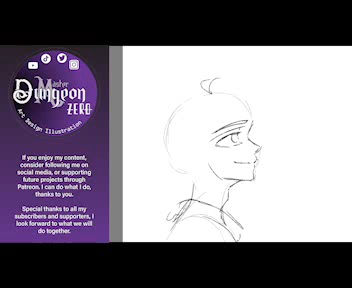 Master
Dungeon
ZERO
Art Design Illustration
If you enjoy my content,
consider following me on
social media, or supporting
future projects through
Patreon. I can do what I do,
thanks to you.
Special thanks to all my
subscribers and supporters, I
look forward to what we will
do together.